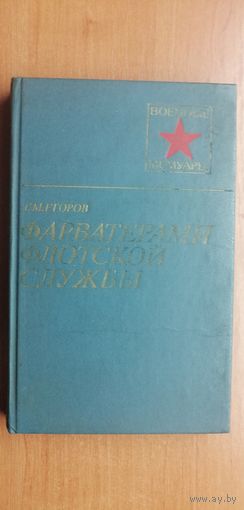 ВОЕННЫЕ
МЕМУАРЫ
Г.М.ЕГОРОВ
ФАРВАТЕРАМИ
ФЛОТСКОЙ
СЛУЖБЫ
www.ay.by